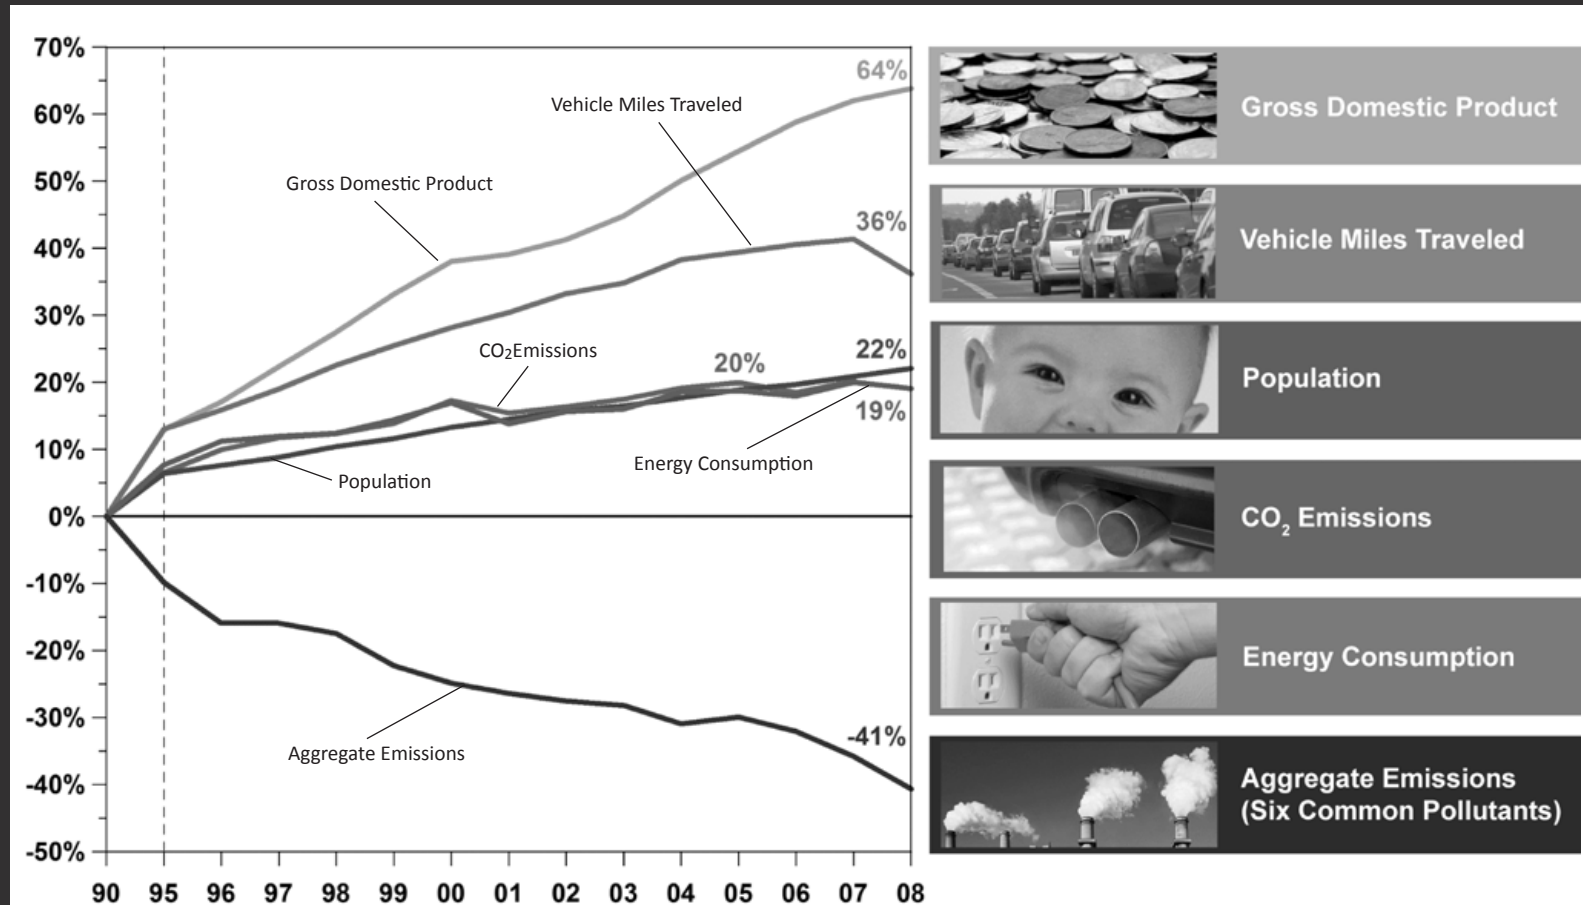 70%
60%
50%
40%
30%
20%
10%
0%
-10%
-20%
-30%
-40%
-50%
90 95 96 97 98 99 00 01 02 03 04 05 06 07 08
64%
Vehicle Miles Traveled
Gross Domestic Product
36%
CO₂Emissions
20%
22%
19%
Energy Consumption
Population
-41%
Aggregate Emissions
Gross Domestic Product
Vehicle Miles Traveled
Population
CO₂ Emissions
Energy Consumption
Aggregate Emissions
(Six Common Pollutants)